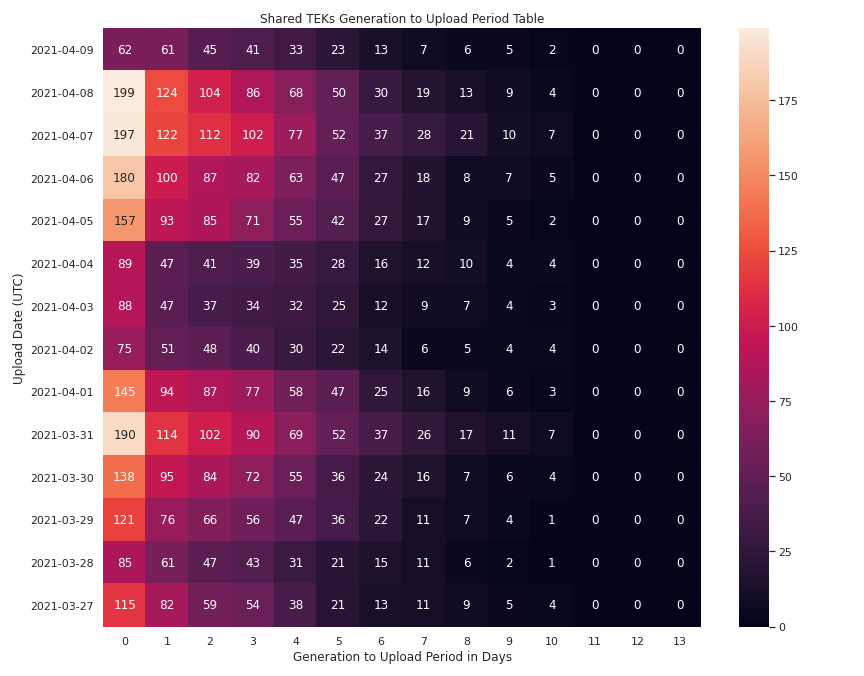 Shared TEKs Generation to Upload Period Table
Upload Date (UTC)
2021-04-09 62 61 45 41 33 23 13 7 6 5 2 0 0 0
2021-04-08 199 124 104 86 68 50 30 19 13 9 4 0 0 0
2021-04-07 197 122 112 102 77 52 37 28 21 10 7 0 0 0
2021-04-06 180 100 87 82 63 47 27 18 8 7 5 0 0 0
2021-04-05 157 93 85 71 55 42 27 17 9 5 2 0 0 0
2021-04-04 89 47 41 39 35 28 16 12 10 4 4 0 0 0
2021-04-03 88 47 37 34 32 25 12 9 7 4 3 0 0 0
2021-04-02 75 51 48 40 30 22 14 6 5 4 4 0 0 0
2021-04-01 145 94 87 77 58 47 25 16 9 6 3 0 0 0
2021-03-31 190 114 102 90 69 52 37 26 17 11 7 0 0 0
2021-03-30 138 95 84 72 55 36 24 16 7 6 4 0 0 0
2021-03-29 121 76 66 56 47 36 22 11 7 4 1 0 0 0
2021-03-28 85 61 47 43 31 21 15 11 6 2 1 0 0 0
2021-03-27 115 82 59 54 38 21 13 11 9 5 4 0 0 0
0 1 2 3 4 5 6 7 8 9 10 11 12 13
Generation to Upload Period in Days
175
150
125
100
75
50
25
0